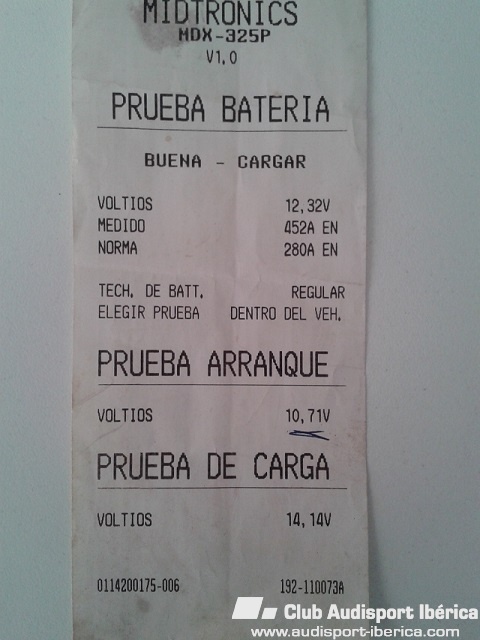 MIDTRONICS
MDX-325P
V1,0
PRUEBA BATERIA
BUENA - CARGAR
VOLTIOS 12,32V
MEDIDO 452A EN
NORMA 280A EN
TECH. DE BATT. REGULAR
ELEGIR PRUEBA DENTRO DEL VEH.
PRUEBA ARRANQUE
VOLTIOS 10,71V
PRUEBA DE CARGA
VOLTIOS 14,14V
0114200175-006 192-110073A
Club Audisport Ibérica
www.audisport-iberica.com